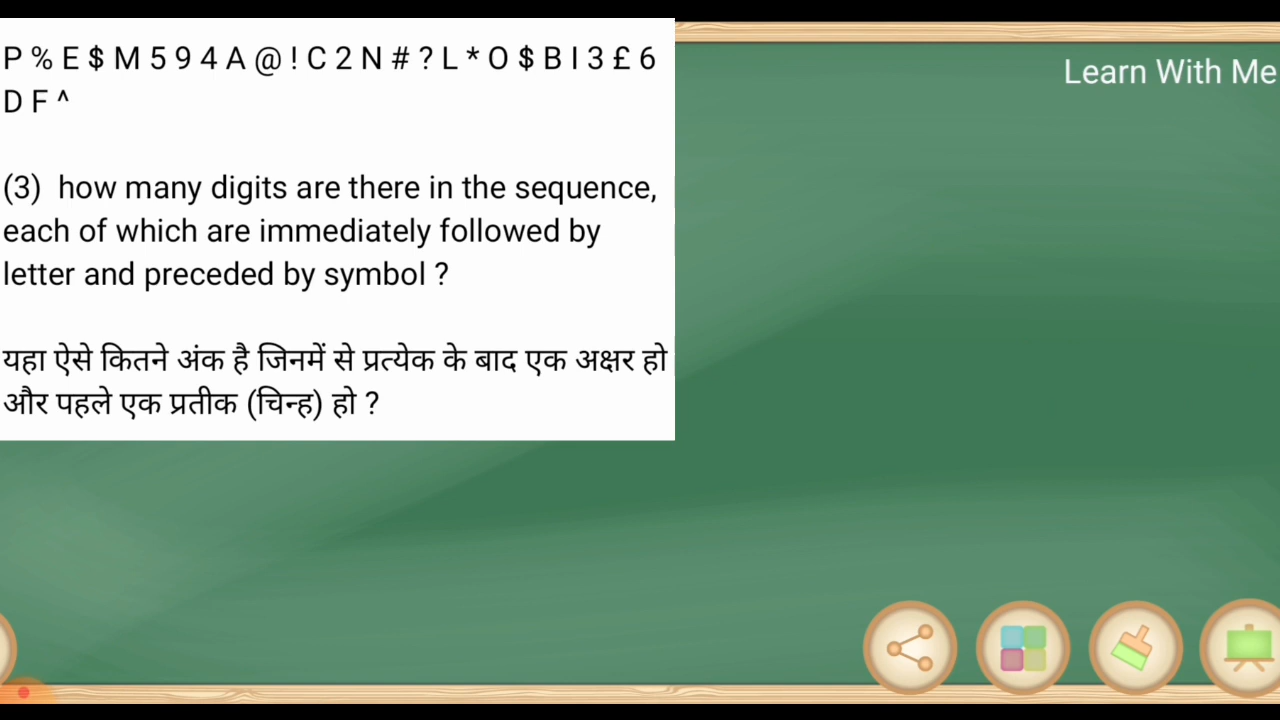 P % E $ M 5 9 4 A @ ! C 2 N # ? L * O $ B I 3 £ 6
D F ^
(3) how many digits are there in the sequence,
each of which are immediately followed by
letter and preceded by symbol ?
यहा ऐसे कितने अंक है जिनमें से प्रत्येक के बाद एक अक्षर हो
और पहले एक प्रतीक (चिन्ह) हो ?
Learn With Me